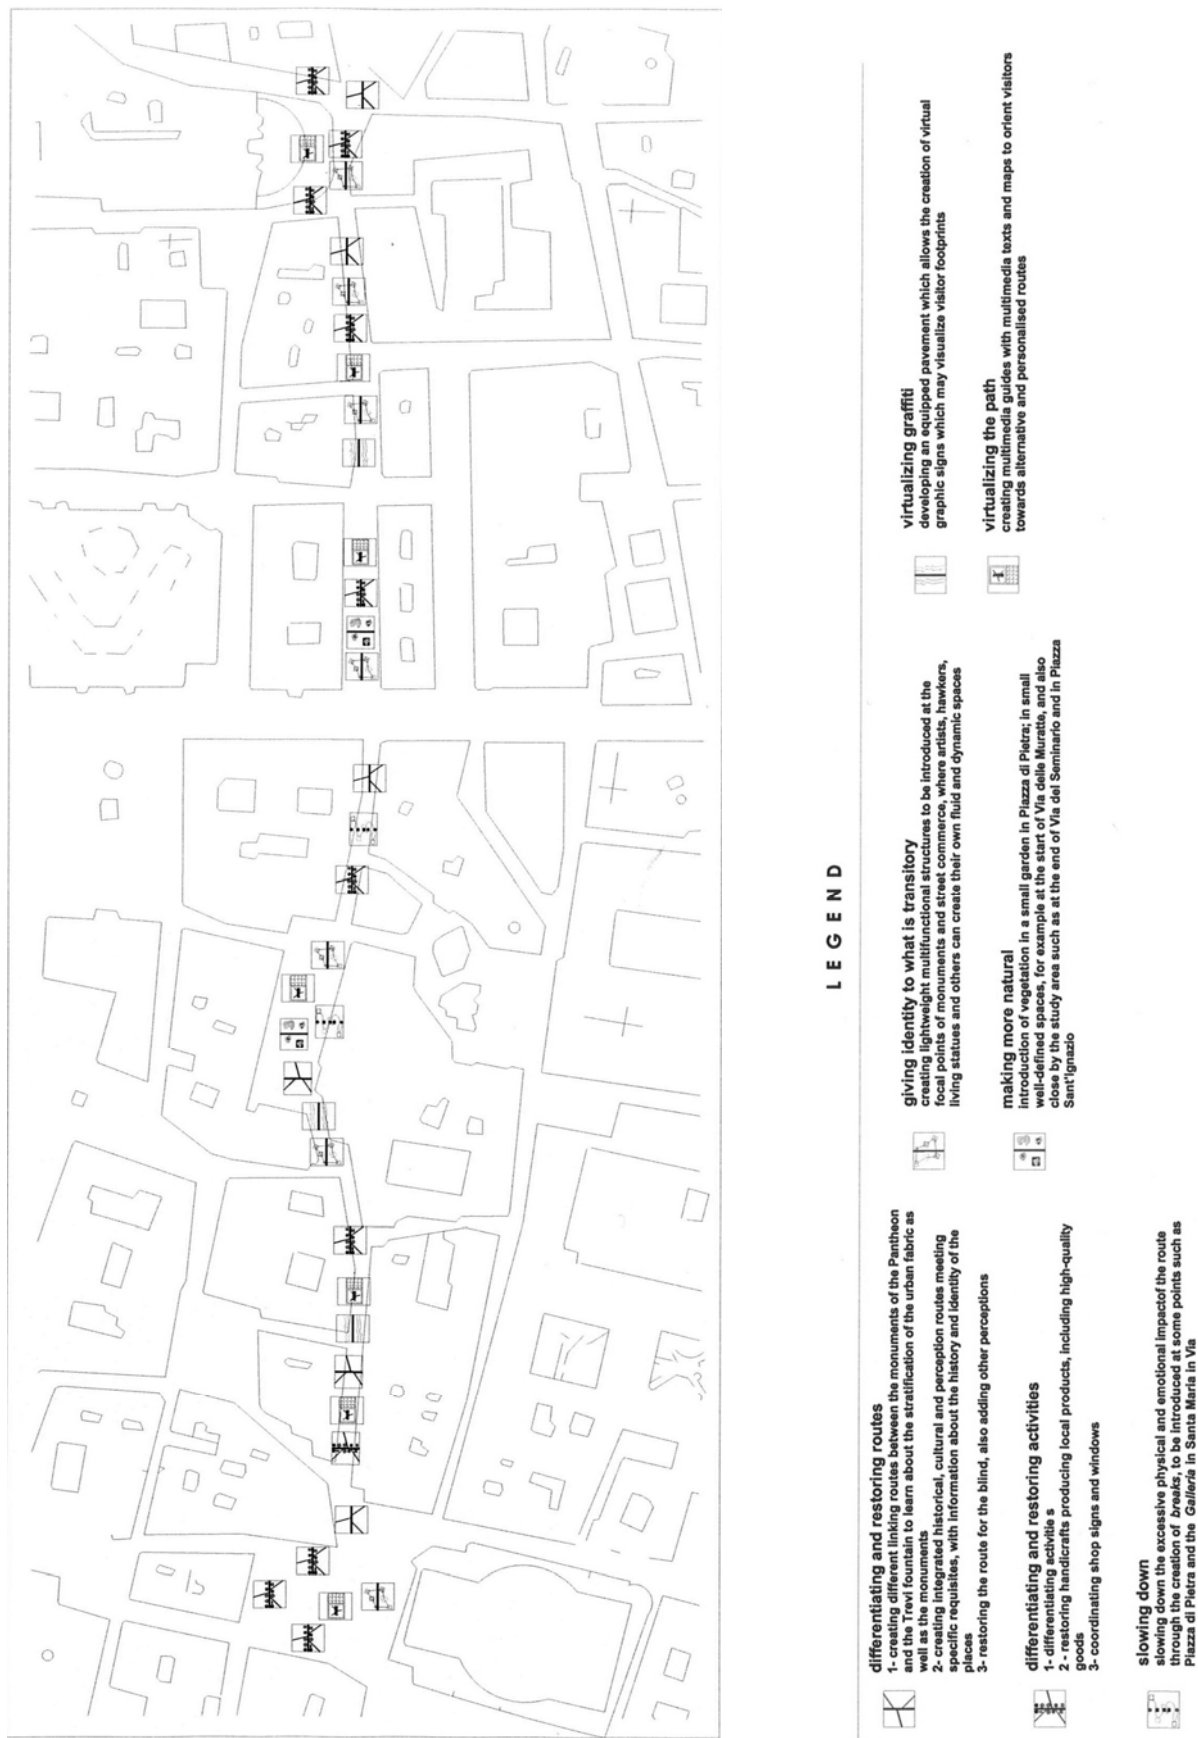 LEGEND
differentiating and restoring routes
1- creating different linking routes between the monuments of the Pantheon
and the Trevi fountain to learn about the stratification of the urban fabric as
well as the monuments
2- creating integrated historical, cultural and perception routes meeting
specific requisites, with information about the history and identity of the
places
3- restoring the route for the blind, also adding other perceptions
differentiating and restoring activities
1- differentiating activitie s
2 - restoring handicrafts producing local products, including high-quality
goods
3- coordinating shop signs and windows
slowing down
slowing down the excessive physical and emotional impactof the route
through the creation of breaks, to be introduced at some points such as
Piazza di Pietra and the Galleria in Santa Maria in Via
giving identity to what is transitory
creating lightweight multifunctional structures to be introduced at the
focal points of monuments and street commerce, where artists, hawkers,
living statues and others can create their own fluid and dynamic spaces
making more natural
introduction of vegetation in a small garden in Piazza di Pietra; in small
well-defined spaces, for example at the start of Via delle Muratte, and also
close by the study area such as at the end of Via del Seminario and in Piazza
Sant'Ignazio
virtualizing graffiti
developing an equipped pavement which allows the creation of virtual
graphic signs which may visualize visitor footprints
virtualizing the path
creating multimedia guides with multimedia texts and maps to orient visitors
towards alternative and personalised routes